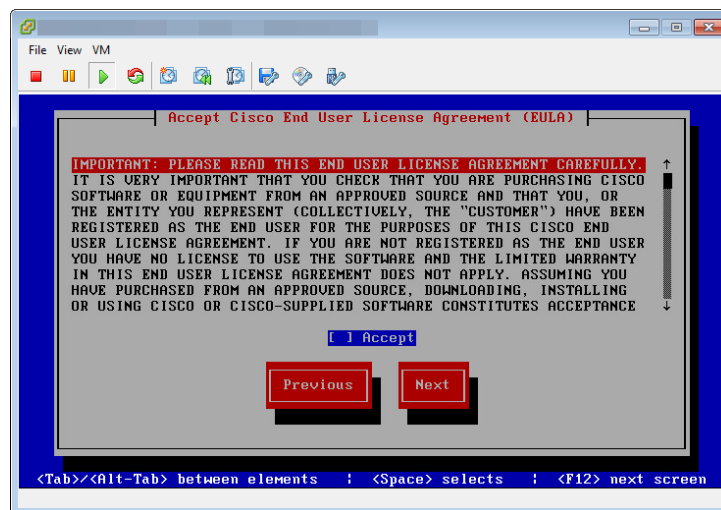 File View VM
Accept Cisco End User License Agreement (EULA)
IMPORTANT: PLEASE READ THIS END USER LICENSE AGREEMENT CAREFULLY.
IT IS VERY IMPORTANT THAT YOU CHECK THAT YOU ARE PURCHASING CISCO
SOFTWARE OR EQUIPMENT FROM AN APPROVED SOURCE AND THAT YOU, OR
THE ENTITY YOU REPRESENT (COLLECTIVELY, THE "CUSTOMER") HAVE BEEN
REGISTERED AS THE END USER FOR THE PURPOSES OF THIS CISCO END
USER LICENSE AGREEMENT. IF YOU ARE NOT REGISTERED AS THE END USER
YOU HAVE NO LICENSE TO USE THE SOFTWARE AND THE LIMITED WARRANTY
IN THIS END USER LICENSE AGREEMENT DOES NOT APPLY. ASSUMING YOU
HAVE PURCHASED FROM AN APPROVED SOURCE, DOWNLOADING, INSTALLING
OR USING CISCO OR CISCO-SUPPLIED SOFTWARE CONSTITUTES ACCEPTANCE
[ ] Accept
Previous Next
<Tab>/<Alt-Tab> between elements ¦ <Space> selects ¦ <F12> next screen